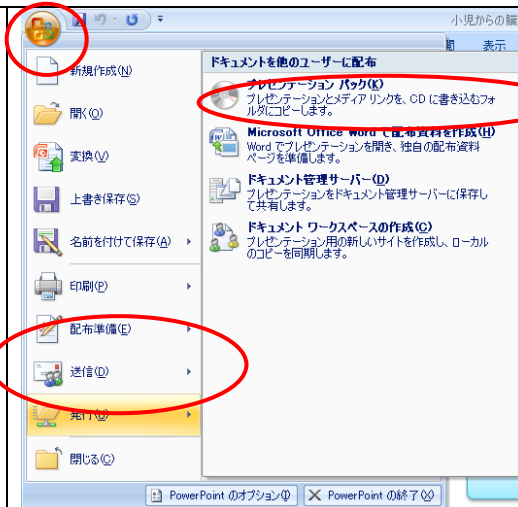 小児からの臓
表示
新規作成(N)
開く(O)
変換(V)
上書き保存(S)
名前を付けて保存(A)
印刷(P)
配布準備(E)
送信(D)
発行(U)
閉じる(C)
ドキュメントを他のユーザーに配布
プレゼンテーション パック(K)
プレゼンテーションとメディア リンクを、CD に書き込むフォ
ルダにコピーします。
Microsoft Office Word で配布資料を作成(H)
Word でプレゼンテーションを開き、独自の配布資料
ページを準備します。
ドキュメント管理サーバー(D)
プレゼンテーションをドキュメント管理サーバーに保存し
て共有します。
ドキュメント ワークスペースの作成(C)
プレゼンテーション用の新しいサイトを作成し、ローカル
のコピーを同期します。
PowerPoint のオプション(I)
PowerPoint の終了(X)